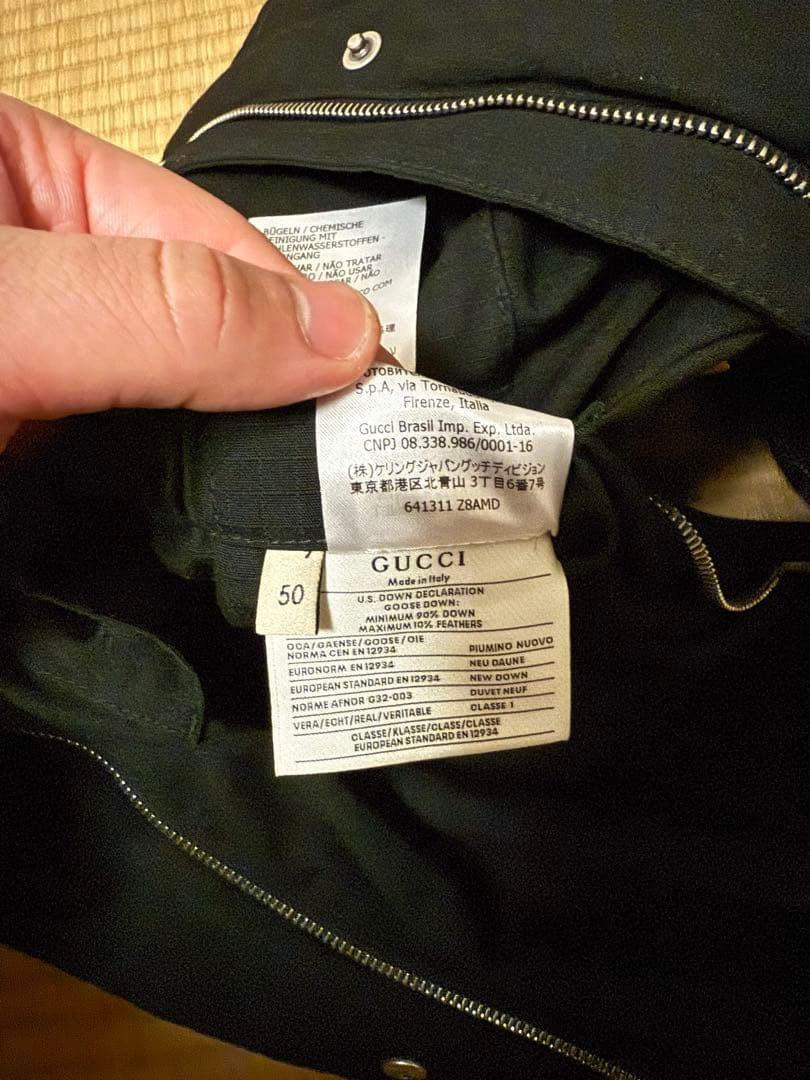 BÜGELN / CHEMISCHE
REINIGUNG MIT
NÃO TRATAR
NÃO USAR
S.p.A, via
Firenze, Italia
Gucci Brasil Imp. Exp. Ltda.
CNPJ 08.338.986/0001-16
(株)ケリングジャパングッチディビジョン
東京都港区北青山 3丁目6番7号
641311 Z8AMD
50
GUCCI
Made in Italy
U.S. DOWN DECLARATION
GOOSE DOWN:
MINIMUM 90% DOWN
MAXIMUM 10% FEATHERS
OCA/GAENSE/GOOSE/OIE
NORMA CEN EN 12934 PIUMINO NUOVO
EURONORM EN 12934 NEU DAUNE
EUROPEAN STANDARD EN 12934 NEW DOWN
NORME AFNOR G32-003 DUVET NEUF
VERA/ECHT/REAL/VERITABLE CLASSE 1
CLASSE/KLASSE/CLASS/CLASSE
EUROPEAN STANDARD EN 12934